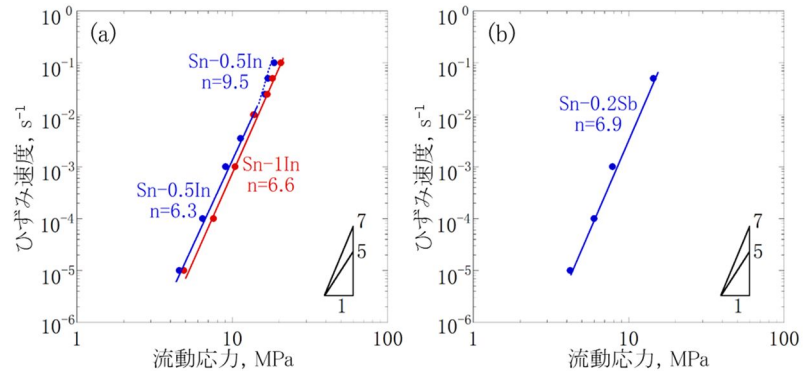 (a)
10⁰
10⁻¹
10⁻²
10⁻³
10⁻⁴
10⁻⁵
10⁻⁶
ひずみ速度, s⁻¹
Sn-0.5In
n=9.5
Sn-1In
n=6.6
Sn-0.5In
n=6.3
7
5
1
1
10
100
流動応力, MPa
(b)
10⁰
10⁻¹
10⁻²
10⁻³
10⁻⁴
10⁻⁵
10⁻⁶
ひずみ速度, s⁻¹
Sn-0.2Sb
n=6.9
7
5
1
1
10
100
流動応力, MPa